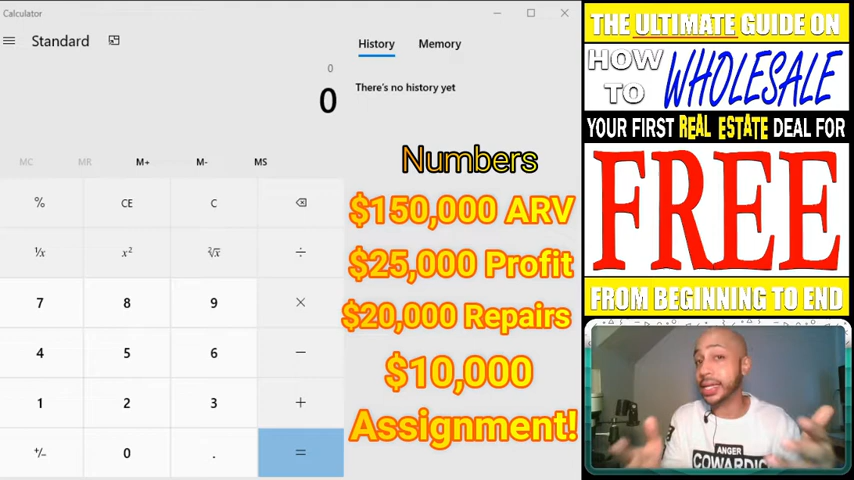 Calculator
Standard
History
Memory
0
0
There's no history yet
MC
MR
M+
M-
MS
%
CE
C
¹/x
x²
²√x
÷
7
8
9
×
4
5
6
−
1
2
3
+
+/-
0
.
=
Numbers
$150,000 ARV
$25,000 Profit
$20,000 Repairs
$10,000
Assignment!
THE ULTIMATE GUIDE ON
HOW
TO
WHOLESALE
YOUR FIRST REAL ESTATE DEAL FOR
FREE
FROM BEGINNING TO END
ANGER
COWARDIC